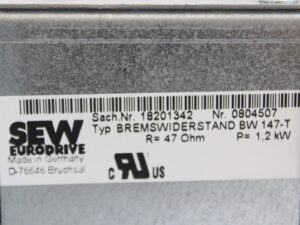 Sach.Nr. 18201342 Nr. 0804507
Typ BREMSWIDERSTAND BW 147-T
R= 47 Ohm P= 1,2 kW
SEW
EURODRIVE
Made in Germany
D-76646 Bruchsal
c RU US